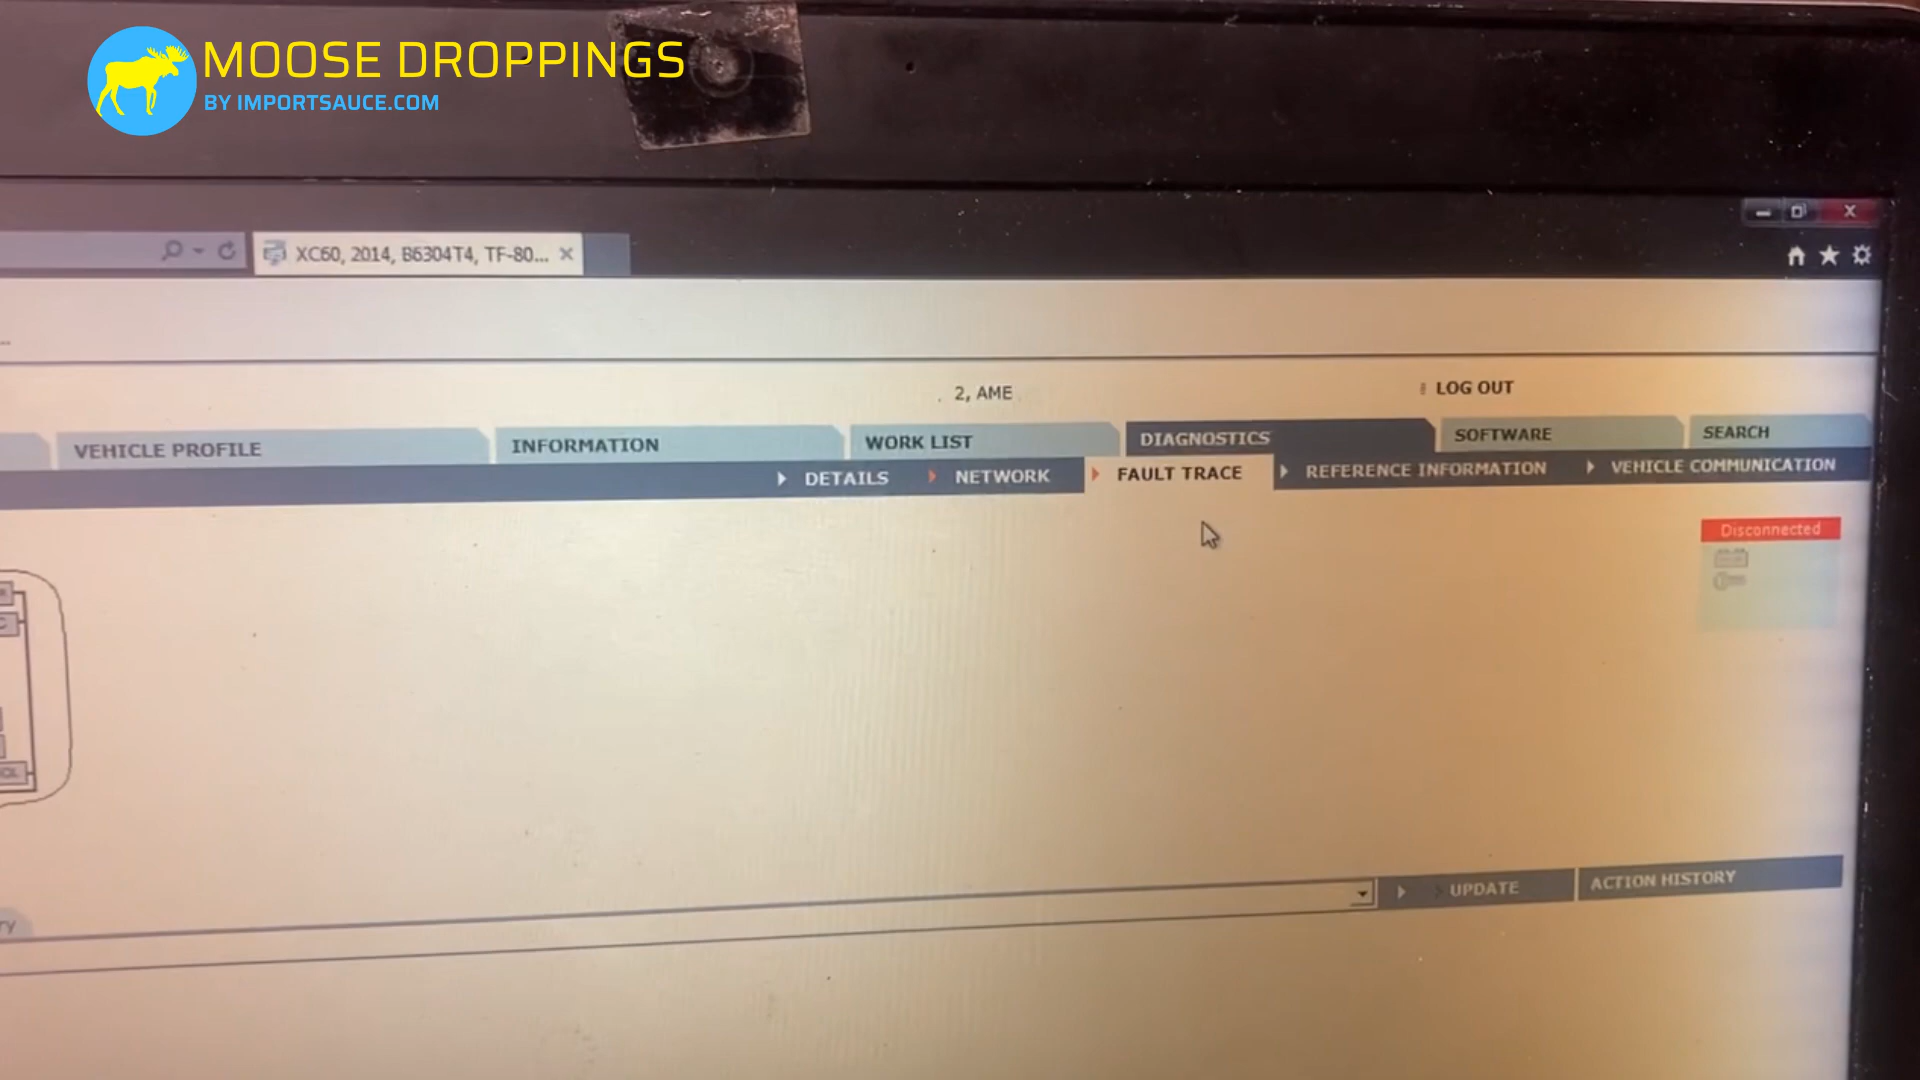 MOOSE DROPPINGS
BY IMPORTSAUCE.COM
XC60, 2014, B6304T4, TF-80...
2, AME
LOG OUT
VEHICLE PROFILE
INFORMATION
WORK LIST
DIAGNOSTICS
SOFTWARE
SEARCH
DETAILS
NETWORK
FAULT TRACE
REFERENCE INFORMATION
VEHICLE COMMUNICATION
Disconnected
UPDATE
ACTION HISTORY